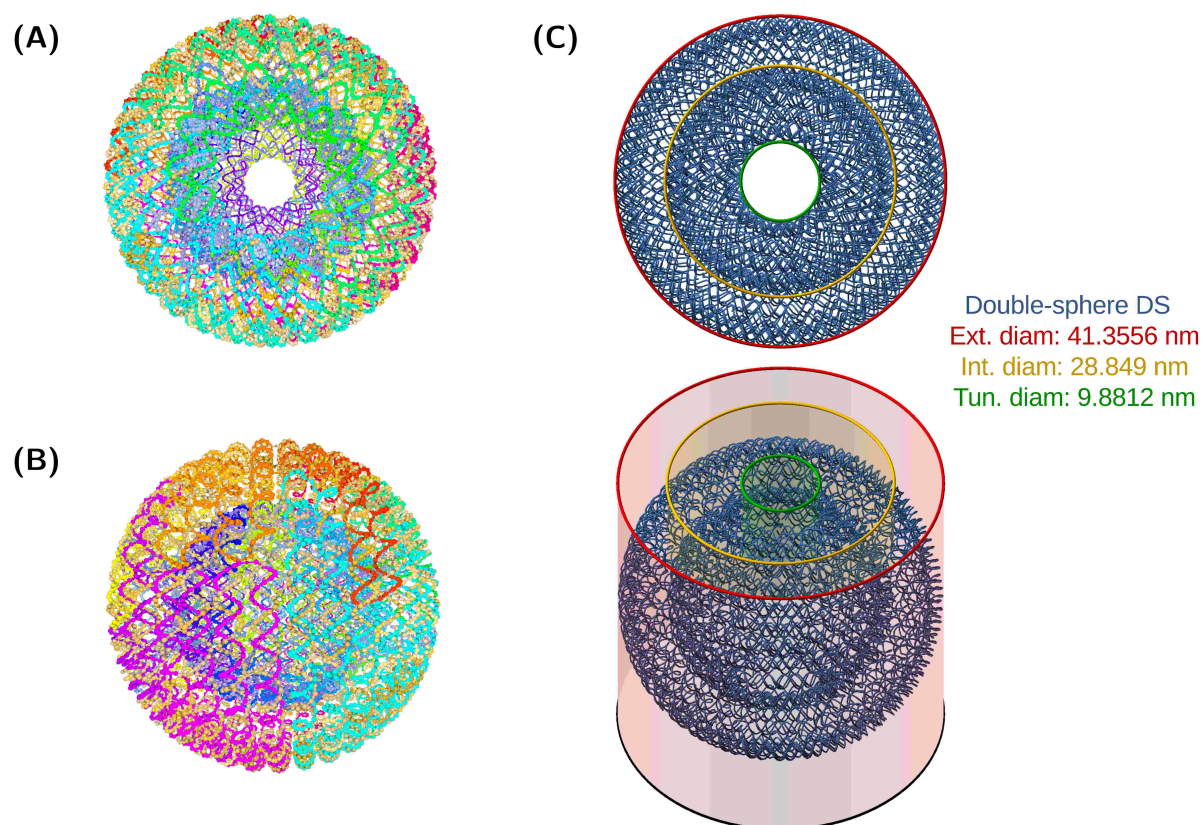 (A)
(C)
Double-sphere DS
Ext. diam: 41.3556 nm
Int. diam: 28.849 nm
Tun. diam: 9.8812 nm
(B)